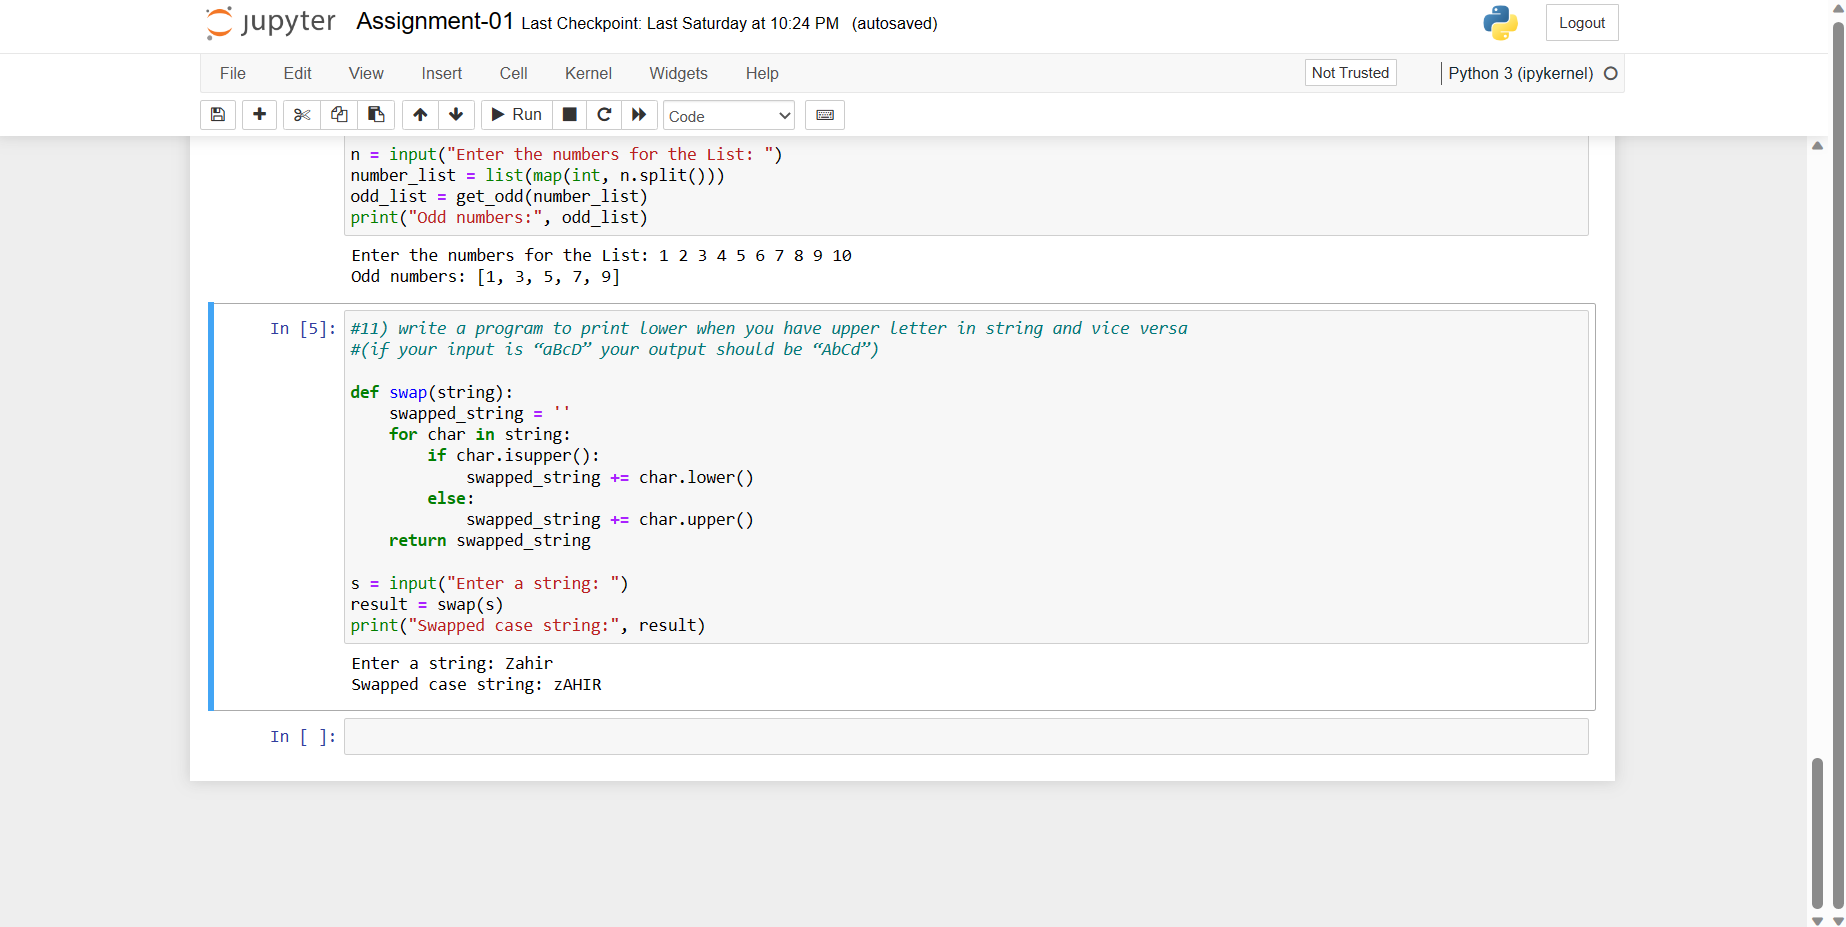 jupyter Assignment-01 Last Checkpoint: Last Saturday at 10:24 PM (autosaved)
Logout
File Edit View Insert Cell Kernel Widgets Help
Not Trusted
Python 3 (ipykernel)
Run
Code
n = input("Enter the numbers for the List: ")
number_list = list(map(int, n.split()))
odd_list = get_odd(number_list)
print("Odd numbers:", odd_list)
Enter the numbers for the List: 1 2 3 4 5 6 7 8 9 10
Odd numbers: [1, 3, 5, 7, 9]
In [5]:
#11) write a program to print lower when you have upper letter in string and vice versa
#(if your input is “aBcD” your output should be “AbCd”)
def swap(string):
    swapped_string = ''
    for char in string:
        if char.isupper():
            swapped_string += char.lower()
        else:
            swapped_string += char.upper()
    return swapped_string
s = input("Enter a string: ")
result = swap(s)
print("Swapped case string:", result)
Enter a string: Zahir
Swapped case string: zAHIR
In [ ]: